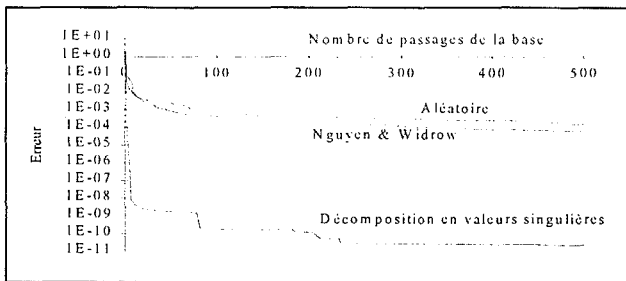 1E+01
Nombre de passages de la base
1E+00
1E-01
0 100 200 300 400 500
1E-02
1E-03
Aléatoire
1E-04
Nguyen & Widrow
1E-05
1E-06
1E-07
1E-08
1E-09
Décomposition en valeurs singulières
1E-10
1E-11
Erreur